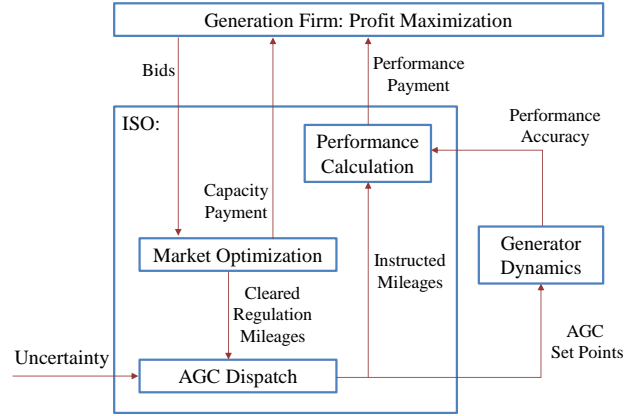 Generation Firm: Profit Maximization
Bids
Performance
Payment
ISO:
Performance
Calculation
Performance
Accuracy
Capacity
Payment
Market Optimization
Instructed
Mileages
Generator
Dynamics
Cleared
Regulation
Mileages
AGC
Set Points
Uncertainty
AGC Dispatch